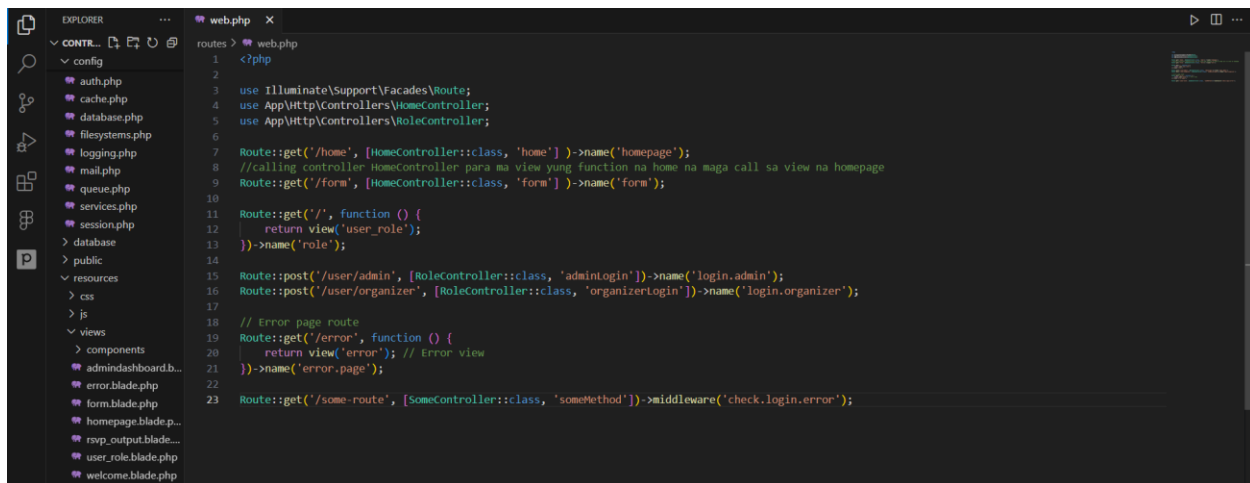 EXPLORER
CONTR...
config
auth.php
cache.php
database.php
filesystems.php
logging.php
mail.php
queue.php
services.php
session.php
database
public
resources
css
js
views
components
admindashboard.b...
error.blade.php
form.blade.php
homepage.blade.p...
rsvp_output.blade....
user_role.blade.php
welcome.blade.php
web.php
routes > web.php
1 <?php
2
3 use Illuminate\Support\Facades\Route;
4 use App\Http\Controllers\HomeController;
5 use App\Http\Controllers\RoleController;
6
7 Route::get('/home', [HomeController::class, 'home'] )->name('homepage');
8 //calling controller HomeController para ma view yung function na home na maga call sa view na homepage
9 Route::get('/form', [HomeController::class, 'form'] )->name('form');
10
11 Route::get('/', function () {
12 return view('user_role');
13 })->name('role');
14
15 Route::post('/user/admin', [RoleController::class, 'adminLogin'])->name('login.admin');
16 Route::post('/user/organizer', [RoleController::class, 'organizerLogin'])->name('login.organizer');
17
18 // Error page route
19 Route::get('/error', function () {
20 return view('error'); // Error view
21 })->name('error.page');
22
23 Route::get('/some-route', [SomeController::class, 'someMethod'])->middleware('check.login.error');